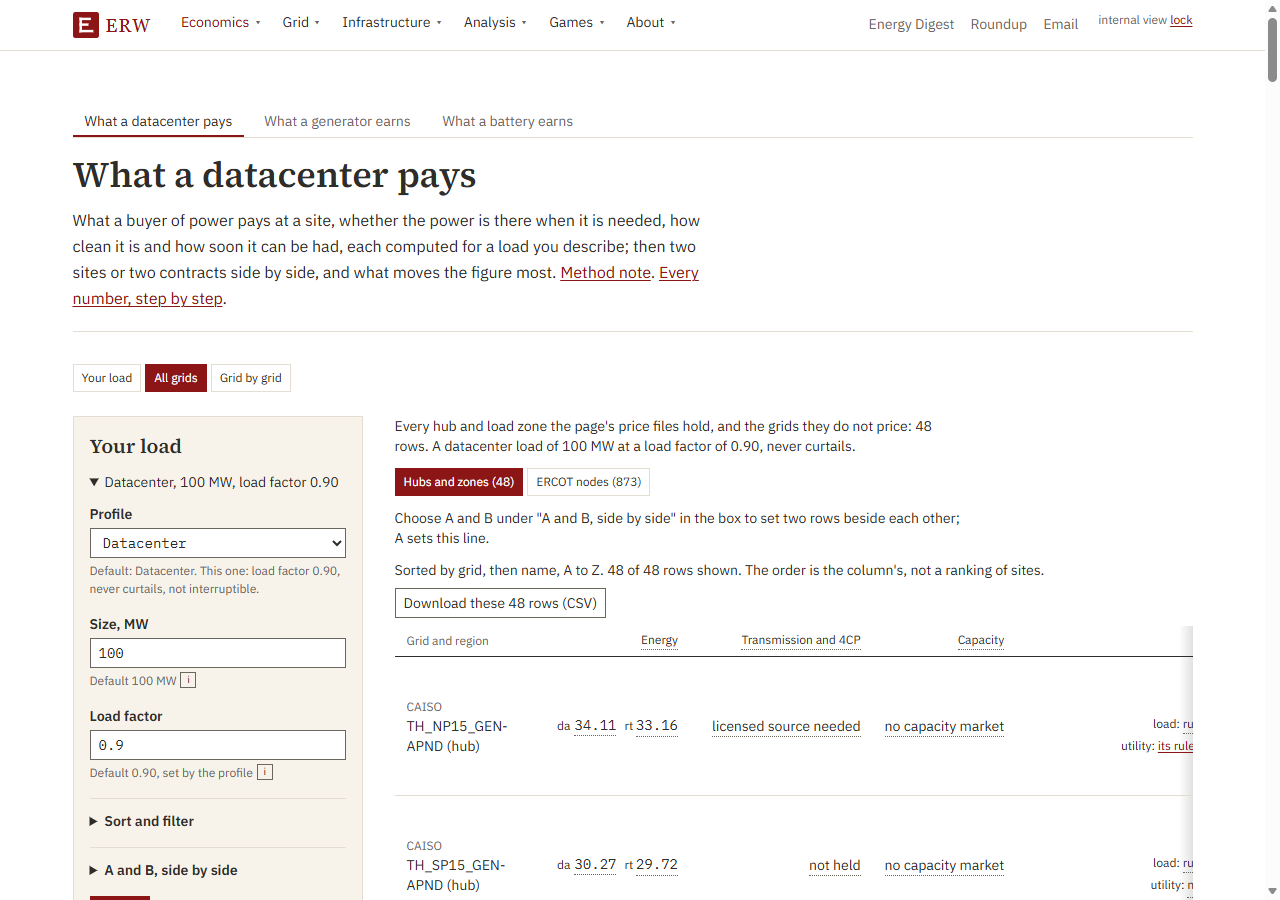 E ERW Economics Grid Infrastructure Analysis Games About Energy Digest Roundup Email internal view lock
What a datacenter pays What a generator earns What a battery earns
What a datacenter pays
What a buyer of power pays at a site, whether the power is there when it is needed, how
clean it is and how soon it can be had, each computed for a load you describe; then two
sites or two contracts side by side, and what moves the figure most. Method note. Every
number, step by step.
Your load All grids Grid by grid
Your load
Datacenter, 100 MW, load factor 0.90
Profile
Datacenter
Default: Datacenter. This one: load factor 0.90,
never curtails, not interruptible.
Size, MW
100
Default 100 MW i
Load factor
0.9
Default 0.90, set by the profile i
Sort and filter
A and B, side by side
Every hub and load zone the page's price files hold, and the grids they do not price: 48
rows. A datacenter load of 100 MW at a load factor of 0.90, never curtails.
Hubs and zones (48) ERCOT nodes (873)
Choose A and B under "A and B, side by side" in the box to set two rows beside each other;
A sets this line.
Sorted by grid, then name, A to Z. 48 of 48 rows shown. The order is the column's, not a ranking of sites.
Download these 48 rows (CSV)
Grid and region Energy Transmission and 4CP Capacity
CAISO
TH_NP15_GEN-
APND (hub)
da 34.11 rt 33.16 licensed source needed no capacity market
load: ru
utility: its rule
CAISO
TH_SP15_GEN-
APND (hub)
da 30.27 rt 29.72 not held no capacity market
load: ru
utility: n